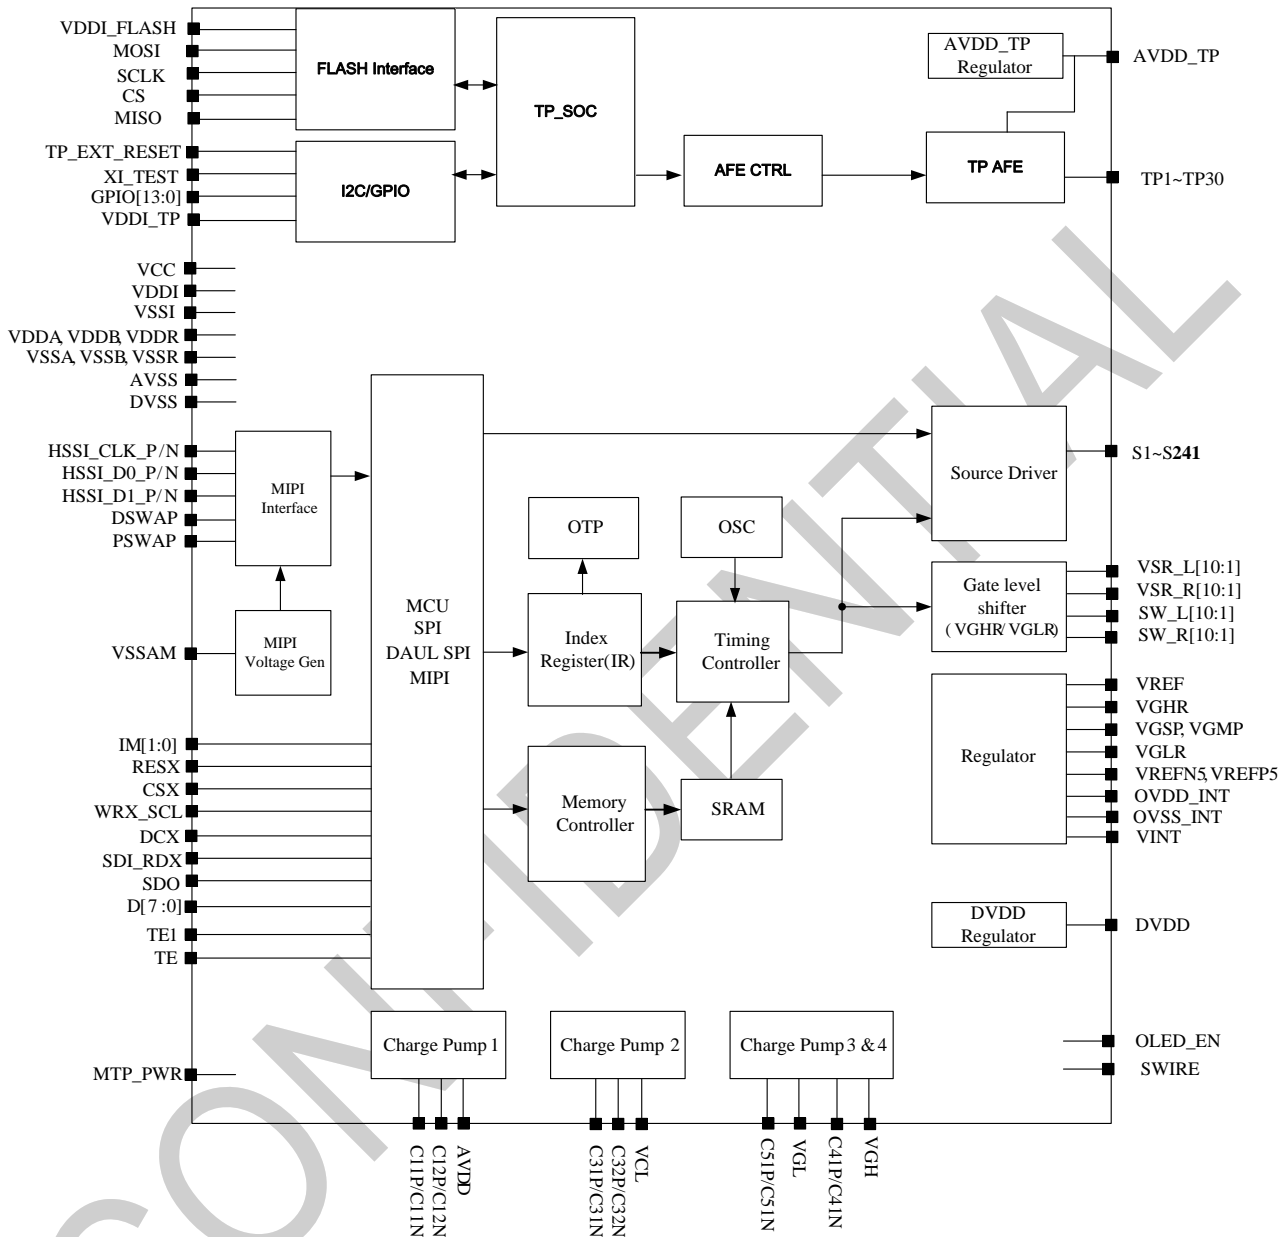 VDDI_FLASH
MOSI
SCLK
CS
MISO
TP_EXT_RESET
XI_TEST
GPIO[13:0]
VDDI_TP
FLASH Interface
I2C/GPIO
TP_SOC
AFE CTRL
TP AFE
AVDD_TP
Regulator
AVDD_TP
TP1~TP30
VCC
VDDI
VSSI
VDDA, VDDB, VDDR
VSSA, VSSB, VSSR
AVSS
DVSS
HSSI_CLK_P/N
HSSI_D0_P/N
HSSI_D1_P/N
DSWAP
PSWAP
VSSAM
MIPI
Interface
MIPI
Voltage Gen
MCU
SPI
DAUL SPI
MIPI
OTP
OSC
Index
Register(IR)
Timing
Controller
Memory
Controller
SRAM
Source Driver
Gate level
shifter
(VGHR/VGLR)
Regulator
DVDD
Regulator
S1~S241
VSR_L[10:1]
VSR_R[10:1]
SW_L[10:1]
SW_R[10:1]
VREF
VGHR
VGSP, VGMP
VGLR
VREFN5, VREFP5
OVDD_INT
OVSS_INT
VINT
DVDD
OLED_EN
SWIRE
IM[1:0]
RESX
CSX
WRX_SCL
DCX
SDI_RDX
SDO
D[7:0]
TE1
TE
MTP_PWR
Charge Pump 1
Charge Pump 2
Charge Pump 3 & 4
C11P/C11N
C12P/C12N
AVDD
C31P/C31N
C32P/C32N
VCL
C51P/C51N
VGL
C41P/C41N
VGH
CONFIDENTIAL